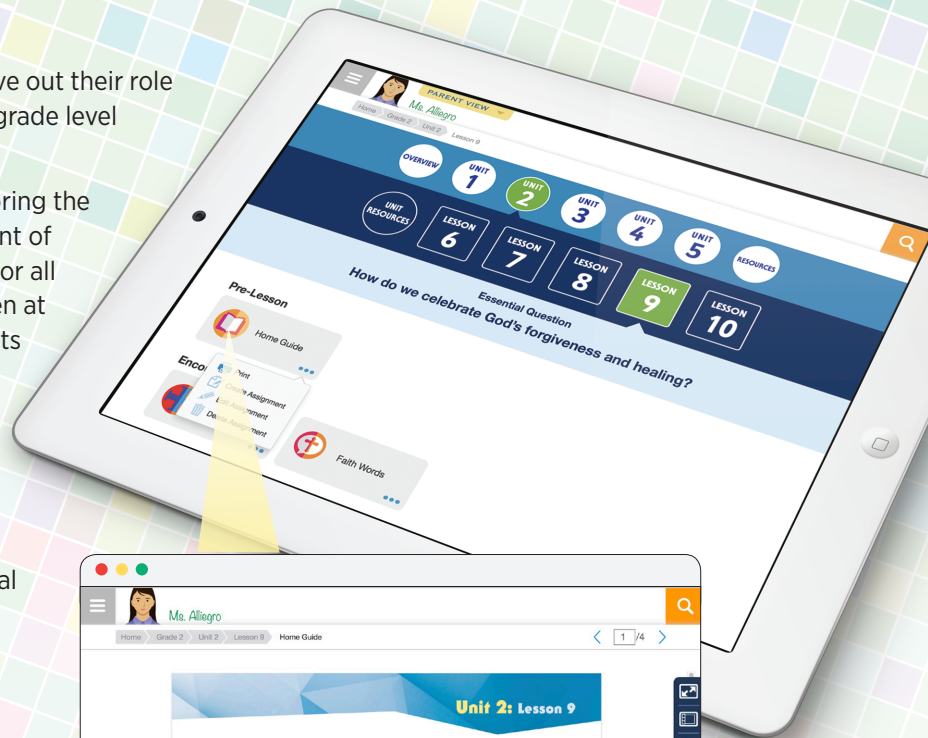 ve out their role
grade level
ring the
nt of
or all
en at
ts
al
PARENT VIEW
Ms. Allegro
Home Grade 2 Unit 2 Lesson 9
OVERVIEW
UNIT 1
UNIT 2
UNIT 3
UNIT 4
UNIT 5
RESOURCES
UNIT RESOURCES
LESSON 6
LESSON 7
LESSON 8
LESSON 9
LESSON 10
Essential Question
How do we celebrate God's forgiveness and healing?
Pre-Lesson
Home Guide
Print
Create Assignment
Edit Assignment
Delete Assignment
Enco
Faith Words
Ms. Allegro
Home Grade 2 Unit 2 Lesson 9 Home Guide
1 /4
Unit 2: Lesson 9